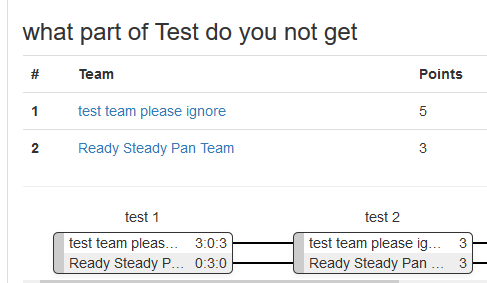 what part of Test do you not get
# Team Points
1 test team please ignore 5
2 Ready Steady Pan Team 3
test 1 test 2
test team pleas... 3:0:3 test team please ig... 3
Ready Steady P... 0:3:0 Ready Steady Pan ... 3